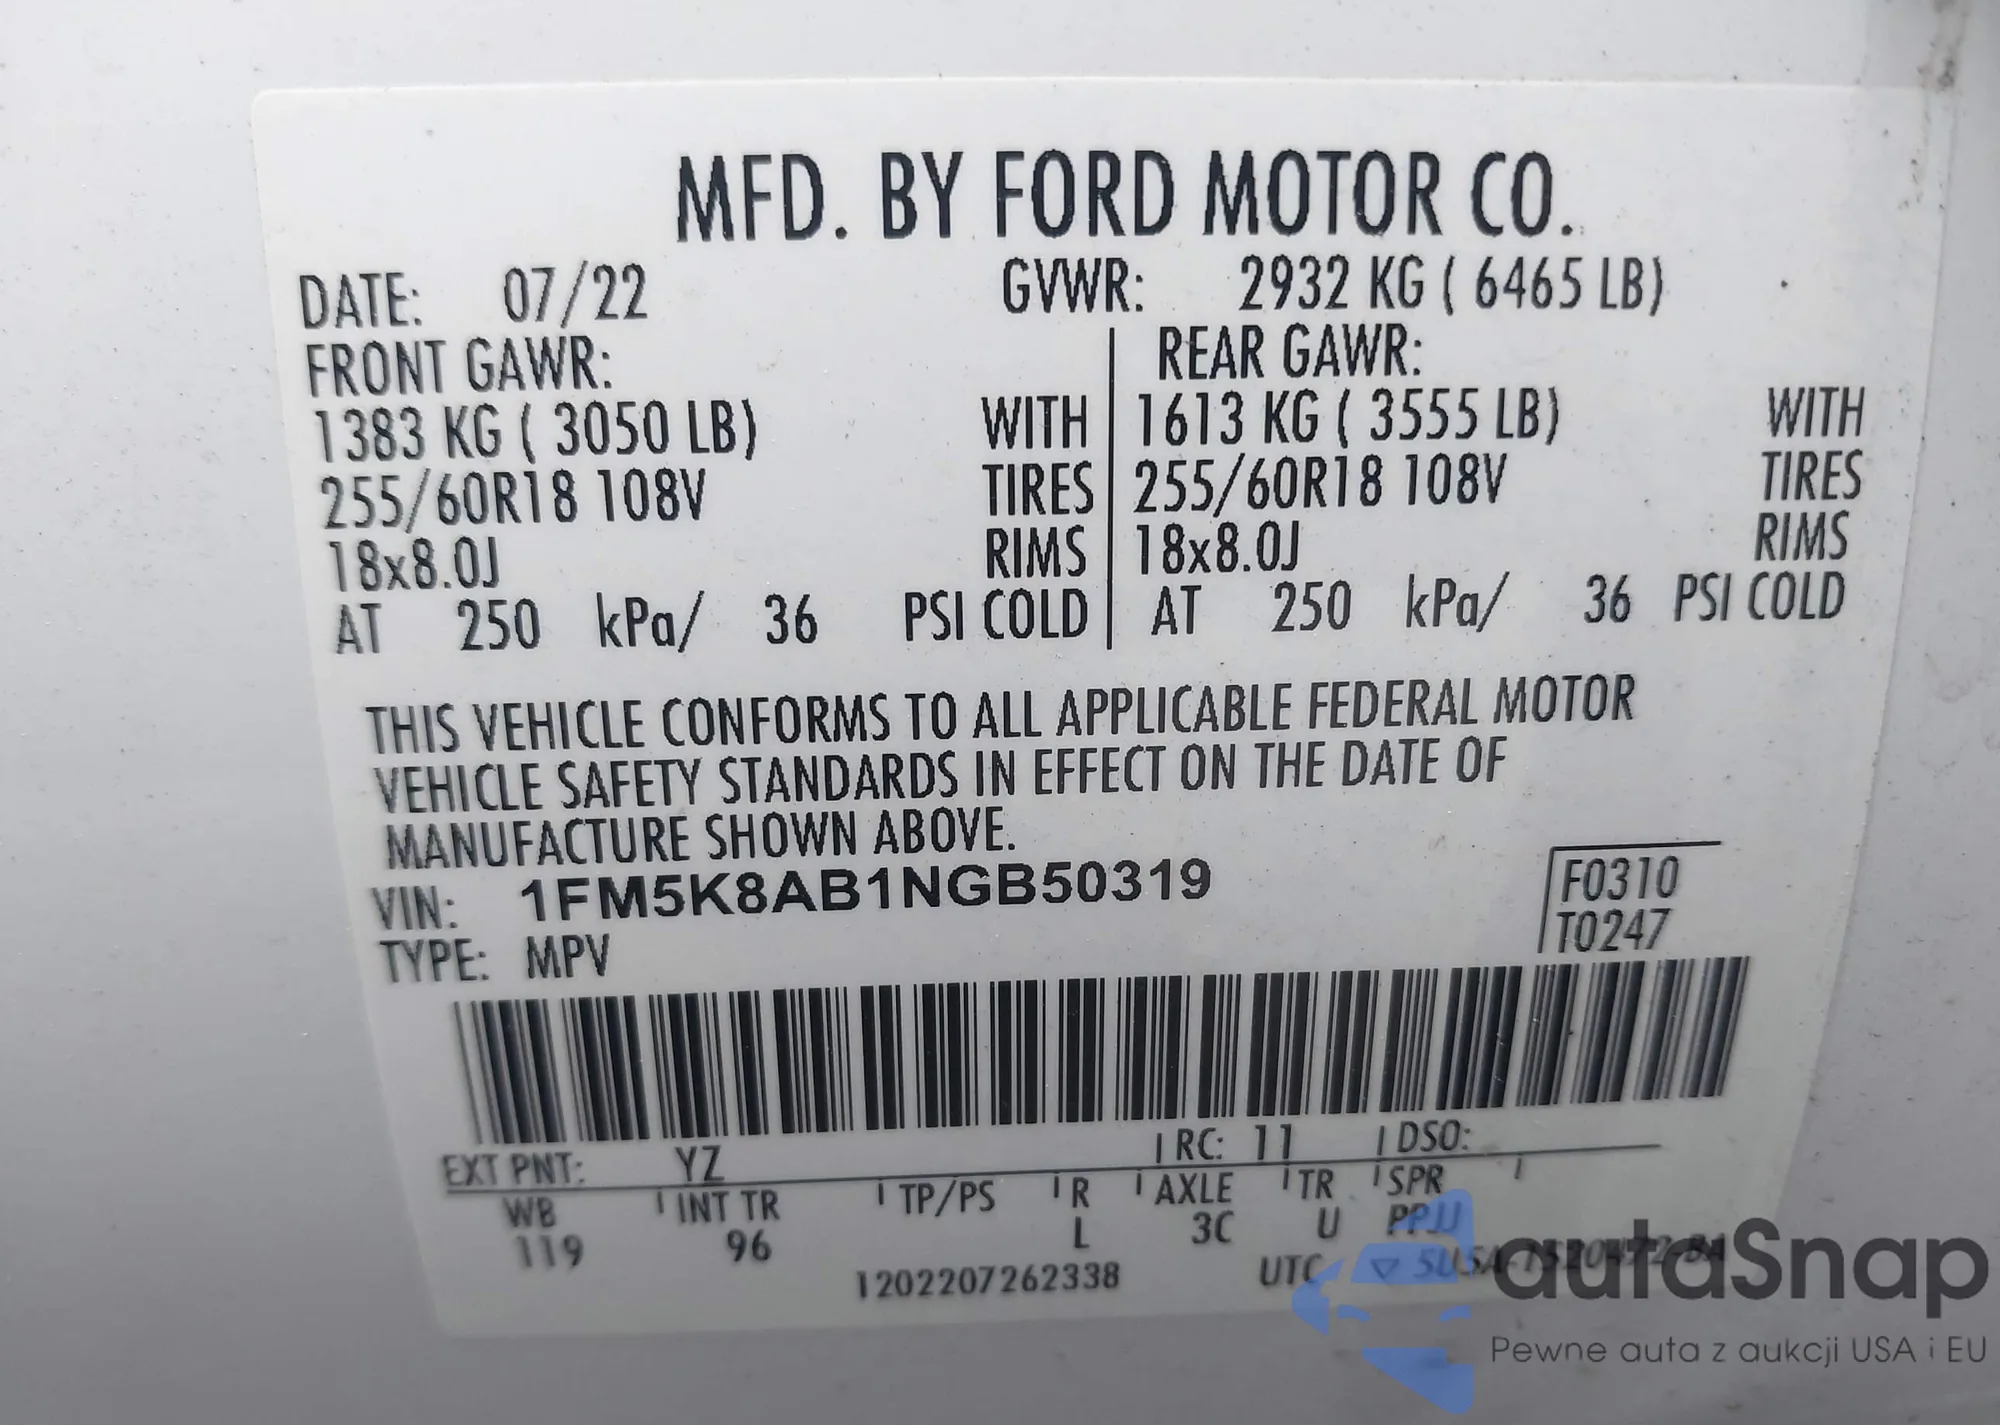 MFD. BY FORD MOTOR CO.
DATE: 07/22 GVWR: 2932 KG ( 6465 LB)
FRONT GAWR: REAR GAWR:
1383 KG ( 3050 LB) WITH 1613 KG ( 3555 LB) WITH
255/60R18 108V TIRES 255/60R18 108V TIRES
18x8.0J RIMS 18x8.0J RIMS
AT 250 kPa/ 36 PSI COLD AT 250 kPa/ 36 PSI COLD
THIS VEHICLE CONFORMS TO ALL APPLICABLE FEDERAL MOTOR
VEHICLE SAFETY STANDARDS IN EFFECT ON THE DATE OF
MANUFACTURE SHOWN ABOVE.
VIN: 1FM5K8AB1NGB50319 F0310
TYPE: MPV T0247
EXT PNT: YZ RC: 11 DSO:
WB INT TR TP/PS R AXLE TR SPR
119 96 L 3C U PPJJ
1202207262338 UTC ▽ 5U5A-1520472-BA
autaSnap
Pewne auta z aukcji USA i EU